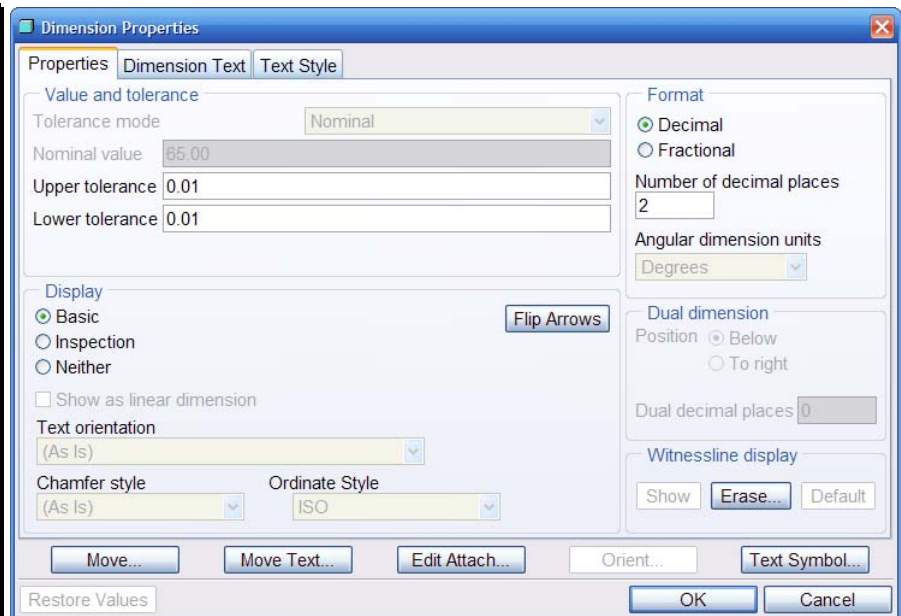 Dimension Properties
Properties Dimension Text Text Style
Value and tolerance
Tolerance mode Nominal
Nominal value 65.00
Upper tolerance 0.01
Lower tolerance 0.01
Format
Decimal
Fractional
Number of decimal places
2
Angular dimension units
Degrees
Display
Basic Flip Arrows
Inspection
Neither
Show as linear dimension
Text orientation
(As Is)
Chamfer style Ordinate Style
(As Is) ISO
Dual dimension
Position Below
To right
Dual decimal places 0
Witnessline display
Show Erase... Default
Move... Move Text... Edit Attach... Orient... Text Symbol...
Restore Values OK Cancel